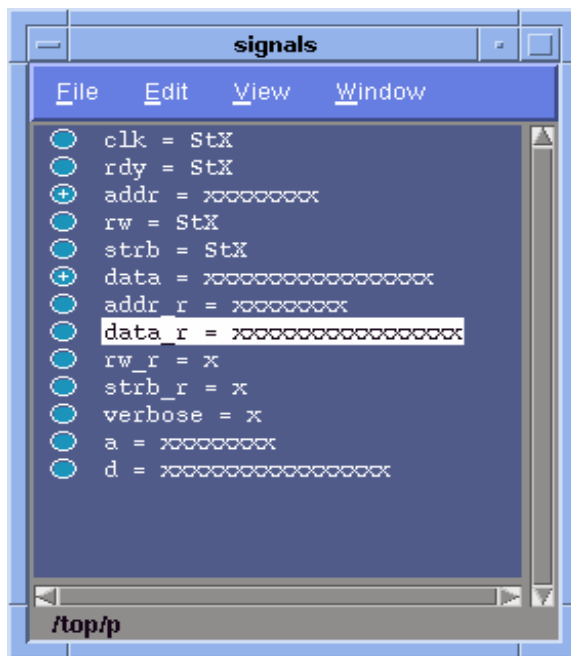 signals
File Edit View Window
clk = StX
rdy = StX
addr = xxxxxxxx
rw = StX
strb = StX
data = xxxxxxxxxxxxxxxx
addr_r = xxxxxxxx
data_r = xxxxxxxxxxxxxxxx
rw_r = x
strb_r = x
verbose = x
a = xxxxxxxx
d = xxxxxxxxxxxxxxxx
/top/p